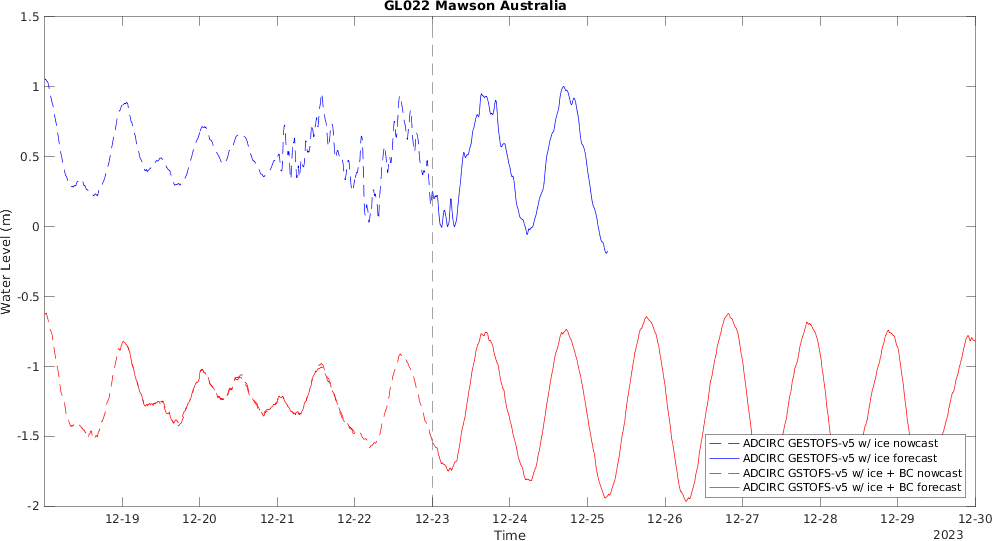 GL022 Mawson Australia
1.5
1
0.5
0
-0.5
-1
-1.5
-2
Water Level (m)
ADCIRC GESTOFS-v5 w/ ice nowcast
ADCIRC GESTOFS-v5 w/ ice forecast
ADCIRC GSTOFS-v5 w/ ice + BC nowcast
ADCIRC GSTOFS-v5 w/ ice + BC forecast
12-19 12-20 12-21 12-22 12-23 12-24 12-25 12-26 12-27 12-28 12-29 12-30
Time
2023